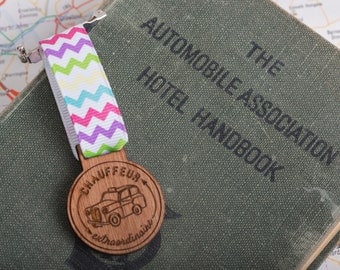 THE
AUTOMOBILE ASSOCIATION
HOTEL HANDBOOK
CHAUFFEUR
extraordinaire